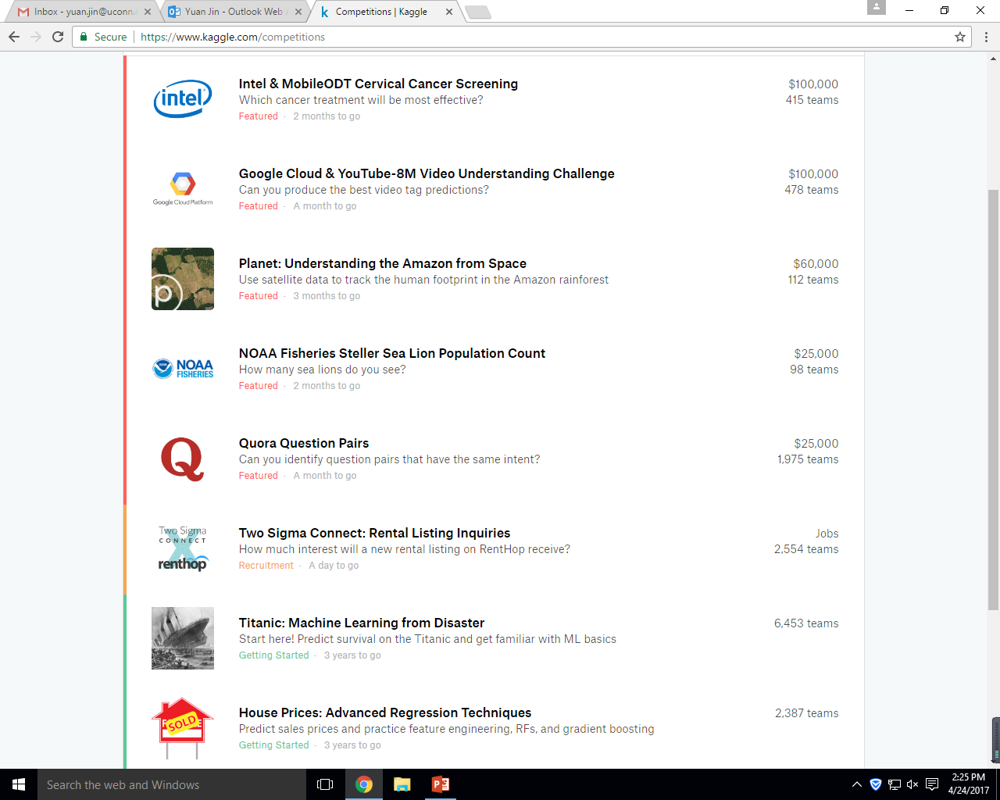 Inbox - yuan.jin@uconn.e
Yuan Jin - Outlook Web A
Competitions | Kaggle
Secure
https://www.kaggle.com/competitions
intel
Intel & MobileODT Cervical Cancer Screening
$100,000
Which cancer treatment will be most effective?
415 teams
Featured · 2 months to go
Google Cloud Platform
Google Cloud & YouTube-8M Video Understanding Challenge
$100,000
Can you produce the best video tag predictions?
478 teams
Featured · A month to go
p
Planet: Understanding the Amazon from Space
$60,000
Use satellite data to track the human footprint in the Amazon rainforest
112 teams
Featured · 3 months to go
NOAA
FISHERIES
NOAA Fisheries Steller Sea Lion Population Count
$25,000
How many sea lions do you see?
98 teams
Featured · 2 months to go
Q
Quora Question Pairs
$25,000
Can you identify question pairs that have the same intent?
1,975 teams
Featured · A month to go
Two Sigma
CONNECT
X
renthop
Two Sigma Connect: Rental Listing Inquiries
Jobs
How much interest will a new rental listing on RentHop receive?
2,554 teams
Recruitment · A day to go
Titanic: Machine Learning from Disaster
6,453 teams
Start here! Predict survival on the Titanic and get familiar with ML basics
Getting Started · 3 years to go
SOLD
House Prices: Advanced Regression Techniques
2,387 teams
Predict sales prices and practice feature engineering, RFs, and gradient boosting
Getting Started · 3 years to go
Search the web and Windows
2:25 PM
4/24/2017